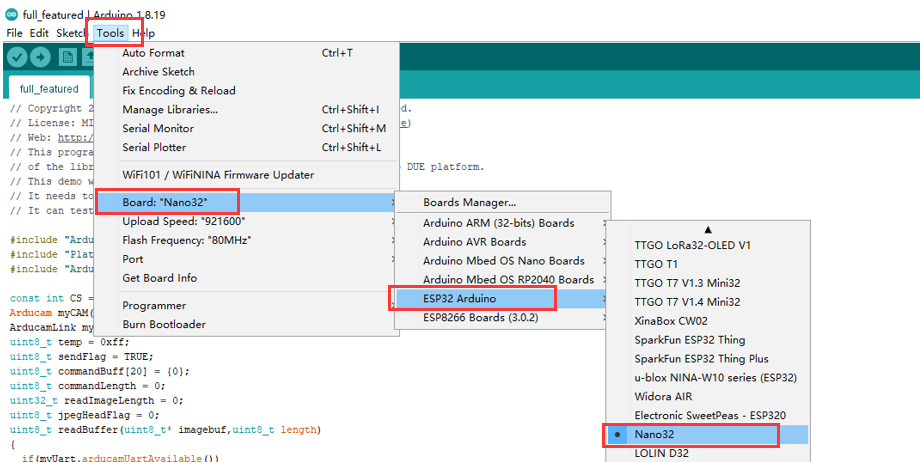 full_featured | Arduino 1.8.19
File Edit Sketch Tools Help
Auto Format Ctrl+T
Archive Sketch
Fix Encoding & Reload
Manage Libraries... Ctrl+Shift+I
Serial Monitor Ctrl+Shift+M
Serial Plotter Ctrl+Shift+L
WiFi101 / WiFiNINA Firmware Updater
Board: "Nano32"
Upload Speed: "921600"
Flash Frequency: "80MHz"
Port
Get Board Info
Programmer
Burn Bootloader
Boards Manager...
Arduino ARM (32-bit) Boards
Arduino AVR Boards
Arduino Mbed OS Nano Boards
Arduino Mbed OS RP2040 Boards
ESP32 Arduino
ESP8266 Boards (3.0.2)
TTGO LoRa32-OLED V1
TTGO T1
TTGO T7 V1.3 Mini32
TTGO T7 V1.4 Mini32
XinaBox CW02
SparkFun ESP32 Thing
SparkFun ESP32 Thing Plus
u-blox NINA-W10 series (ESP32)
Widora AIR
Electronic SweetPeas - ESP320
Nano32
LOLIN D32
full_featured
// Copyright 2 d.
// License: MI e)
// Web: http:/
// This progra
// of the libr DUE platform.
// This demo w
// It needs to
// It can test
#include "Ardu
#include "Plat
#include "Ardu
const int CS =
Arducam myCAM(
ArducamLink my
uint8_t temp = 0xff;
uint8_t sendFlag = TRUE;
uint8_t commandBuff[20] = {0};
uint8_t commandLength = 0;
uint32_t readImageLength = 0;
uint8_t jpegHeadFlag = 0;
uint8_t readBuffer(uint8_t* imagebuf,uint8_t length)
{
if(myUart.arducamUartAvailable())